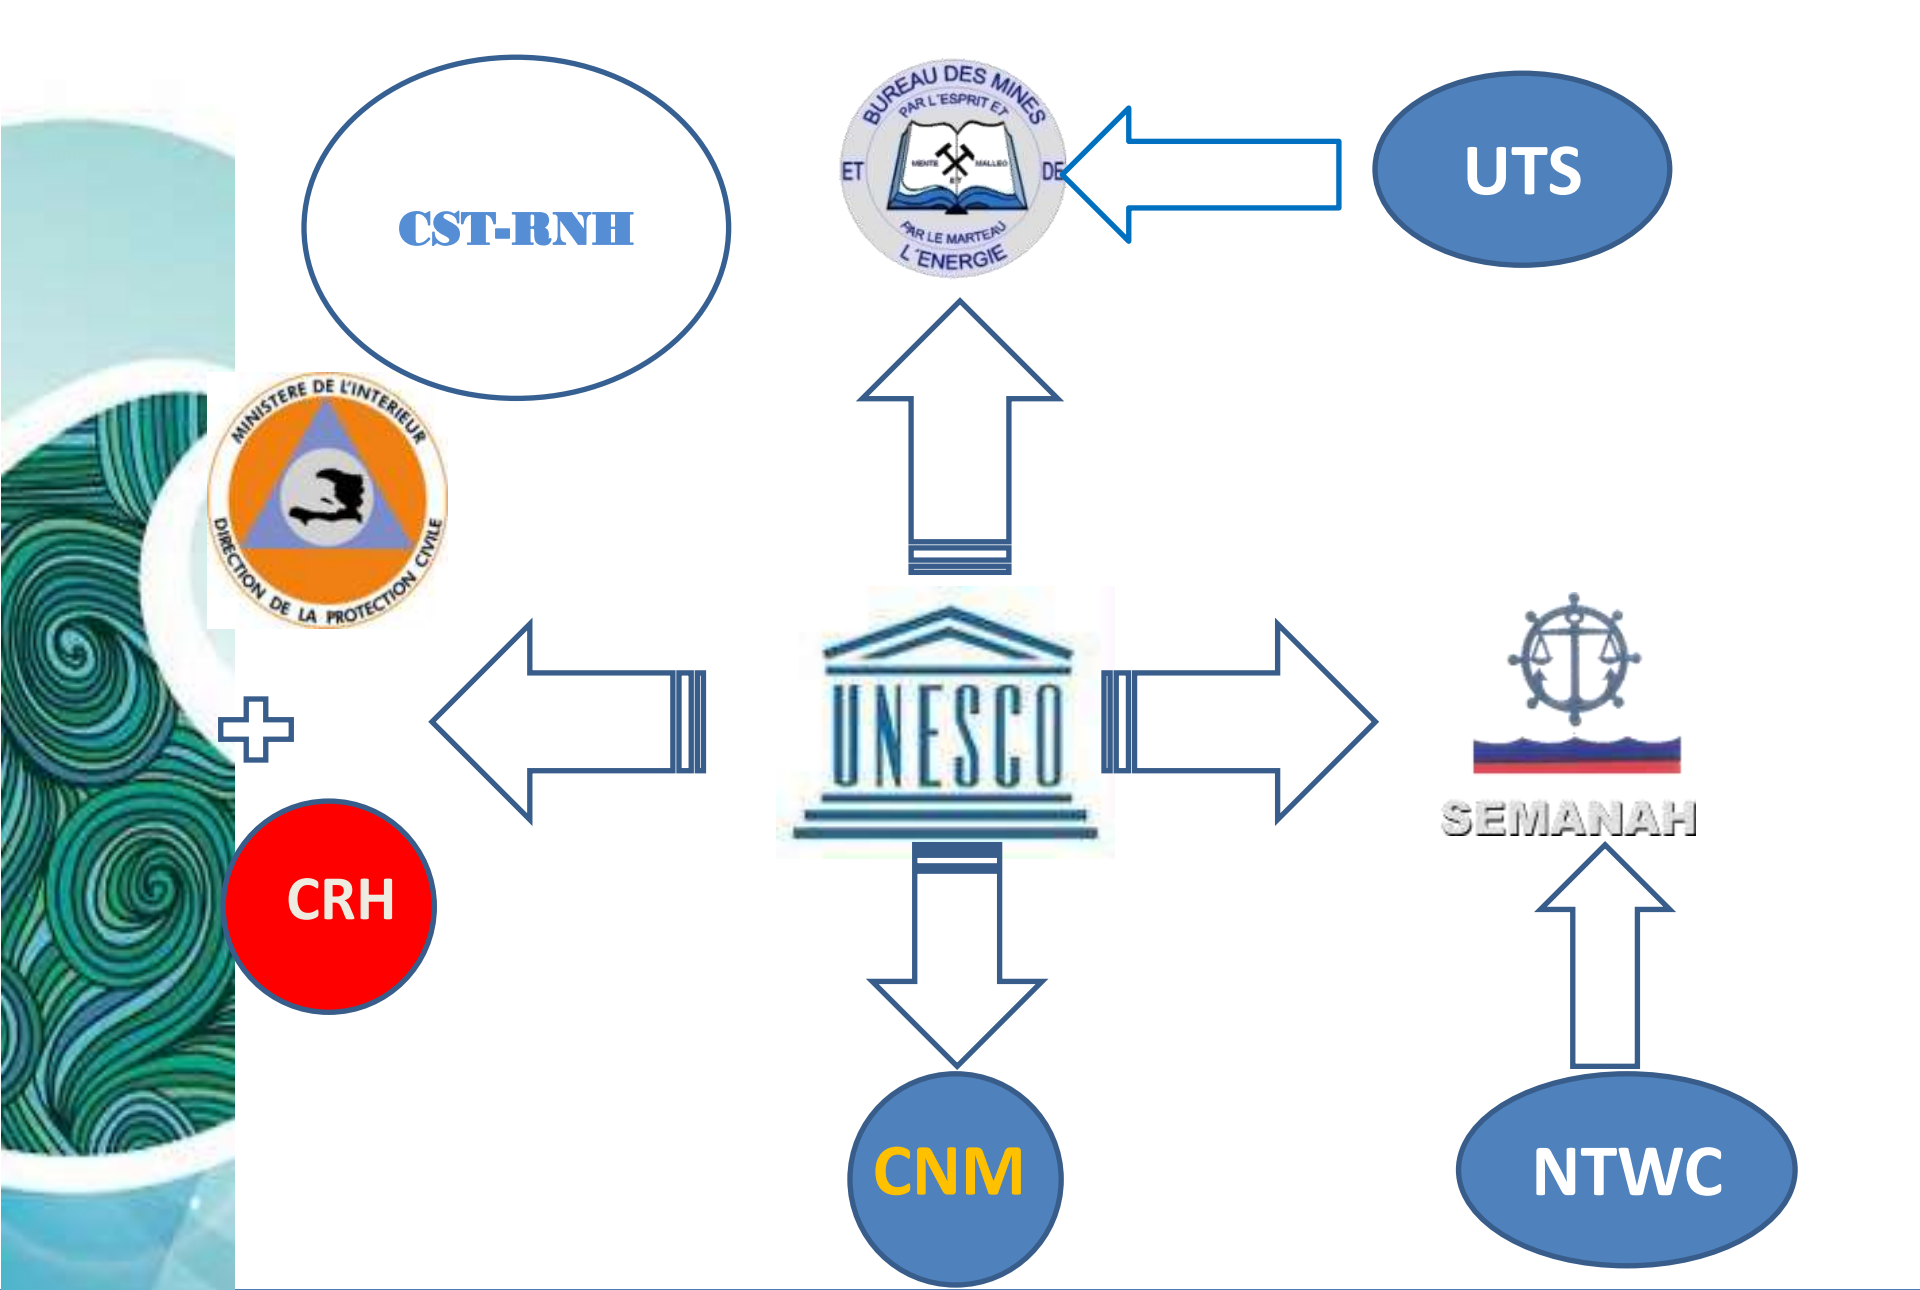 CST-RNH
BUREAU DES MINES
ET DE
L'ENERGIE
PAR L'ESPRIT ET
PAR LE MARTEAU
MENTE MALLEO
ET
UTS
MINISTERE DE L'INTERIEUR
DIRECTION DE LA PROTECTION CIVILE
UNESCO
SEMANAH
CRH
CNM
NTWC